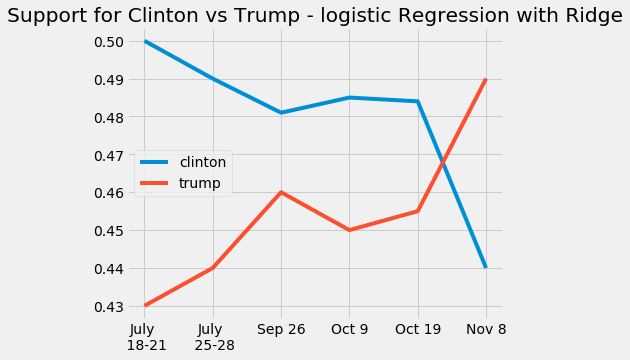 Support for Clinton vs Trump - logistic Regression with Ridge
0.50
0.49
0.48
0.47
0.46
0.45
0.44
0.43
clinton
trump
July
18-21
July
25-28
Sep 26
Oct 9
Oct 19
Nov 8